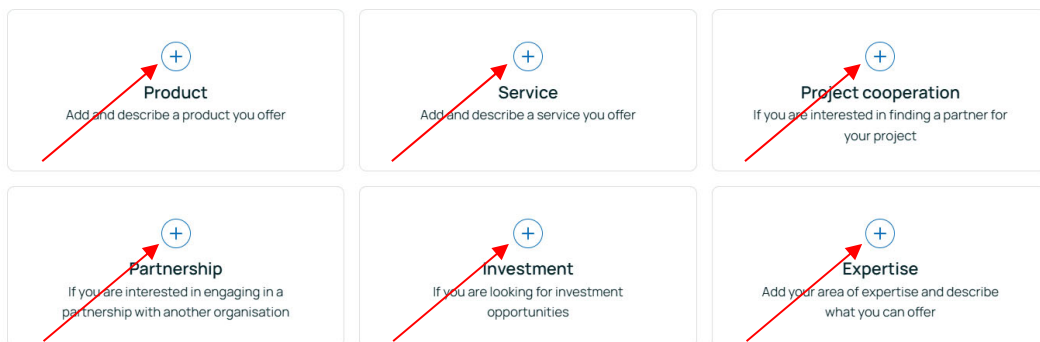 Product
Add and describe a product you offer
Service
Add and describe a service you offer
Project cooperation
If you are interested in finding a partner for
your project
Partnership
If you are interested in engaging in a
partnership with another organisation
Investment
If you are looking for investment
opportunities
Expertise
Add your area of expertise and describe
what you can offer